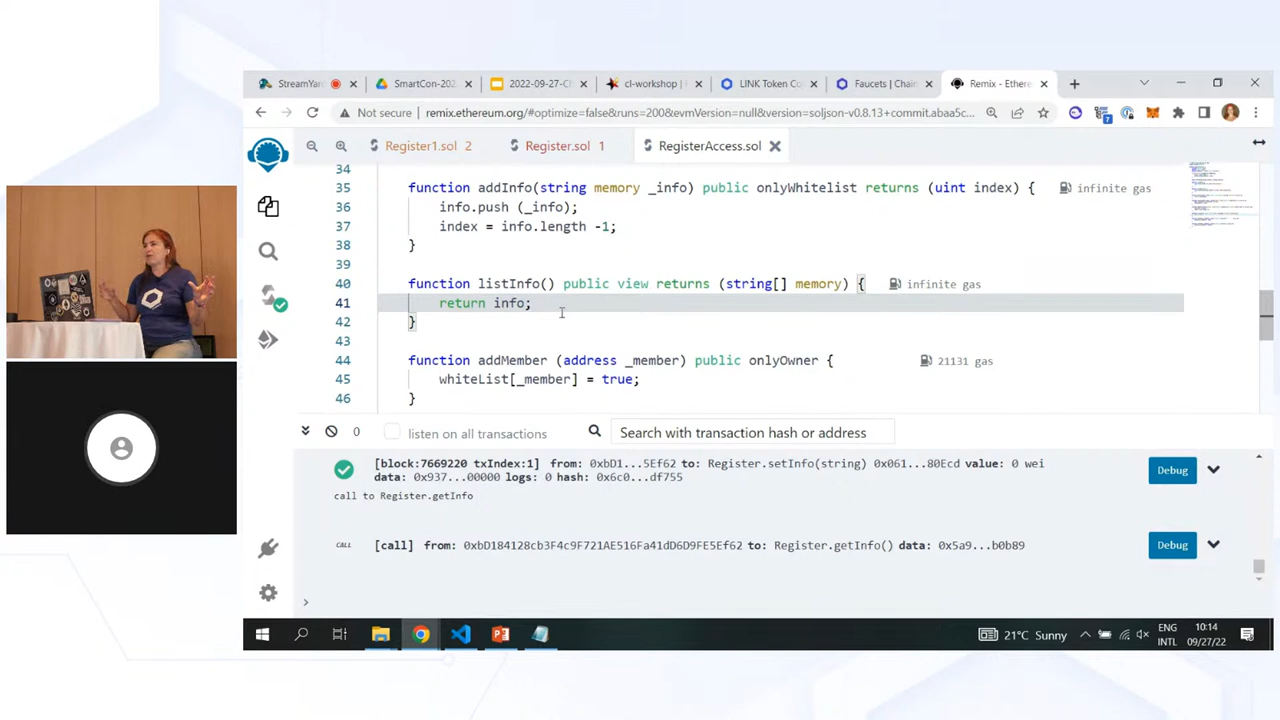 StreamYar
SmartCon-202
2022-09-27-Ch
cl-workshop |
LINK Token Co
Faucets | Chain
Remix - Ethere
Not secure | remix.ethereum.org/#optimize=false&runs=200&evmVersion=null&version=soljson-v0.8.13+commit.abaa5c...
7
Register1.sol 2
Register.sol 1
RegisterAccess.sol
34
35 function addInfo(string memory _info) public onlyWhitelist returns (uint index) { infinite gas
36 info.push (_info);
37 index = info.length -1;
38 }
39
40 function listInfo() public view returns (string[] memory) { infinite gas
41 return info;
42 }
43
44 function addMember (address _member) public onlyOwner { 21131 gas
45 whiteList[_member] = true;
46 }
0 listen on all transactions Search with transaction hash or address
[block:7669220 txIndex:1] from: 0xbD1...5Ef62 to: Register.setInfo(string) 0x061...80Ecd value: 0 wei
data: 0x937...00000 logs: 0 hash: 0x6c0...df755
Debug
call to Register.getInfo
CALL [call] from: 0xbD184128cb3F4c9F721AE516Fa41dD6D9FE5Ef62 to: Register.getInfo() data: 0x5a9...b0b89
Debug
>
21°C Sunny
ENG
INTL
10:14
09/27/22